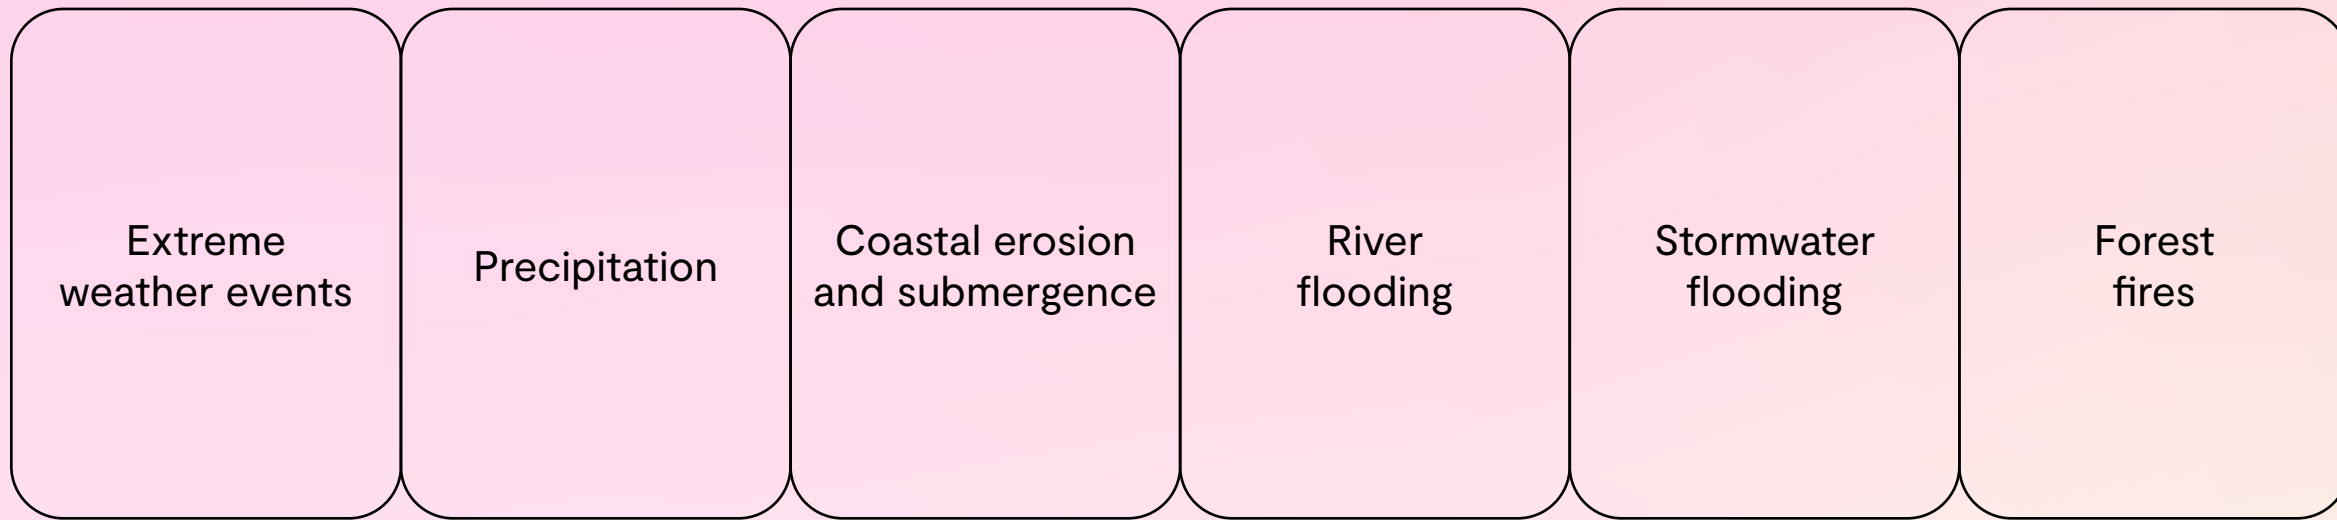 Extreme
weather events
Precipitation
Coastal erosion
and submergence
River
flooding
Stormwater
flooding
Forest
fires